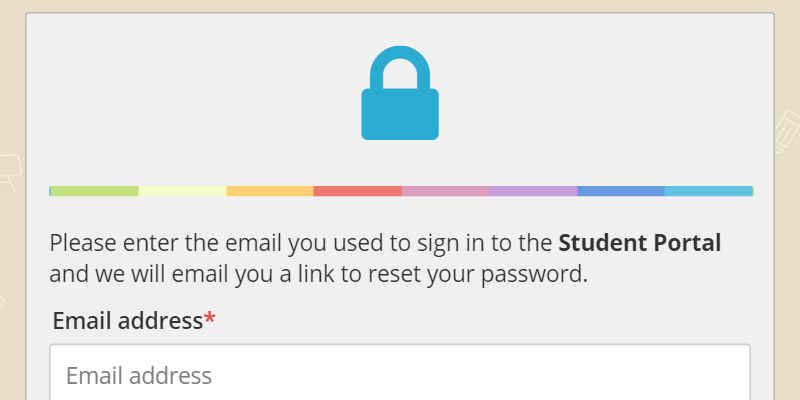 Please enter the email you used to sign in to the Student Portal
and we will email you a link to reset your password.
Email address*
Email address